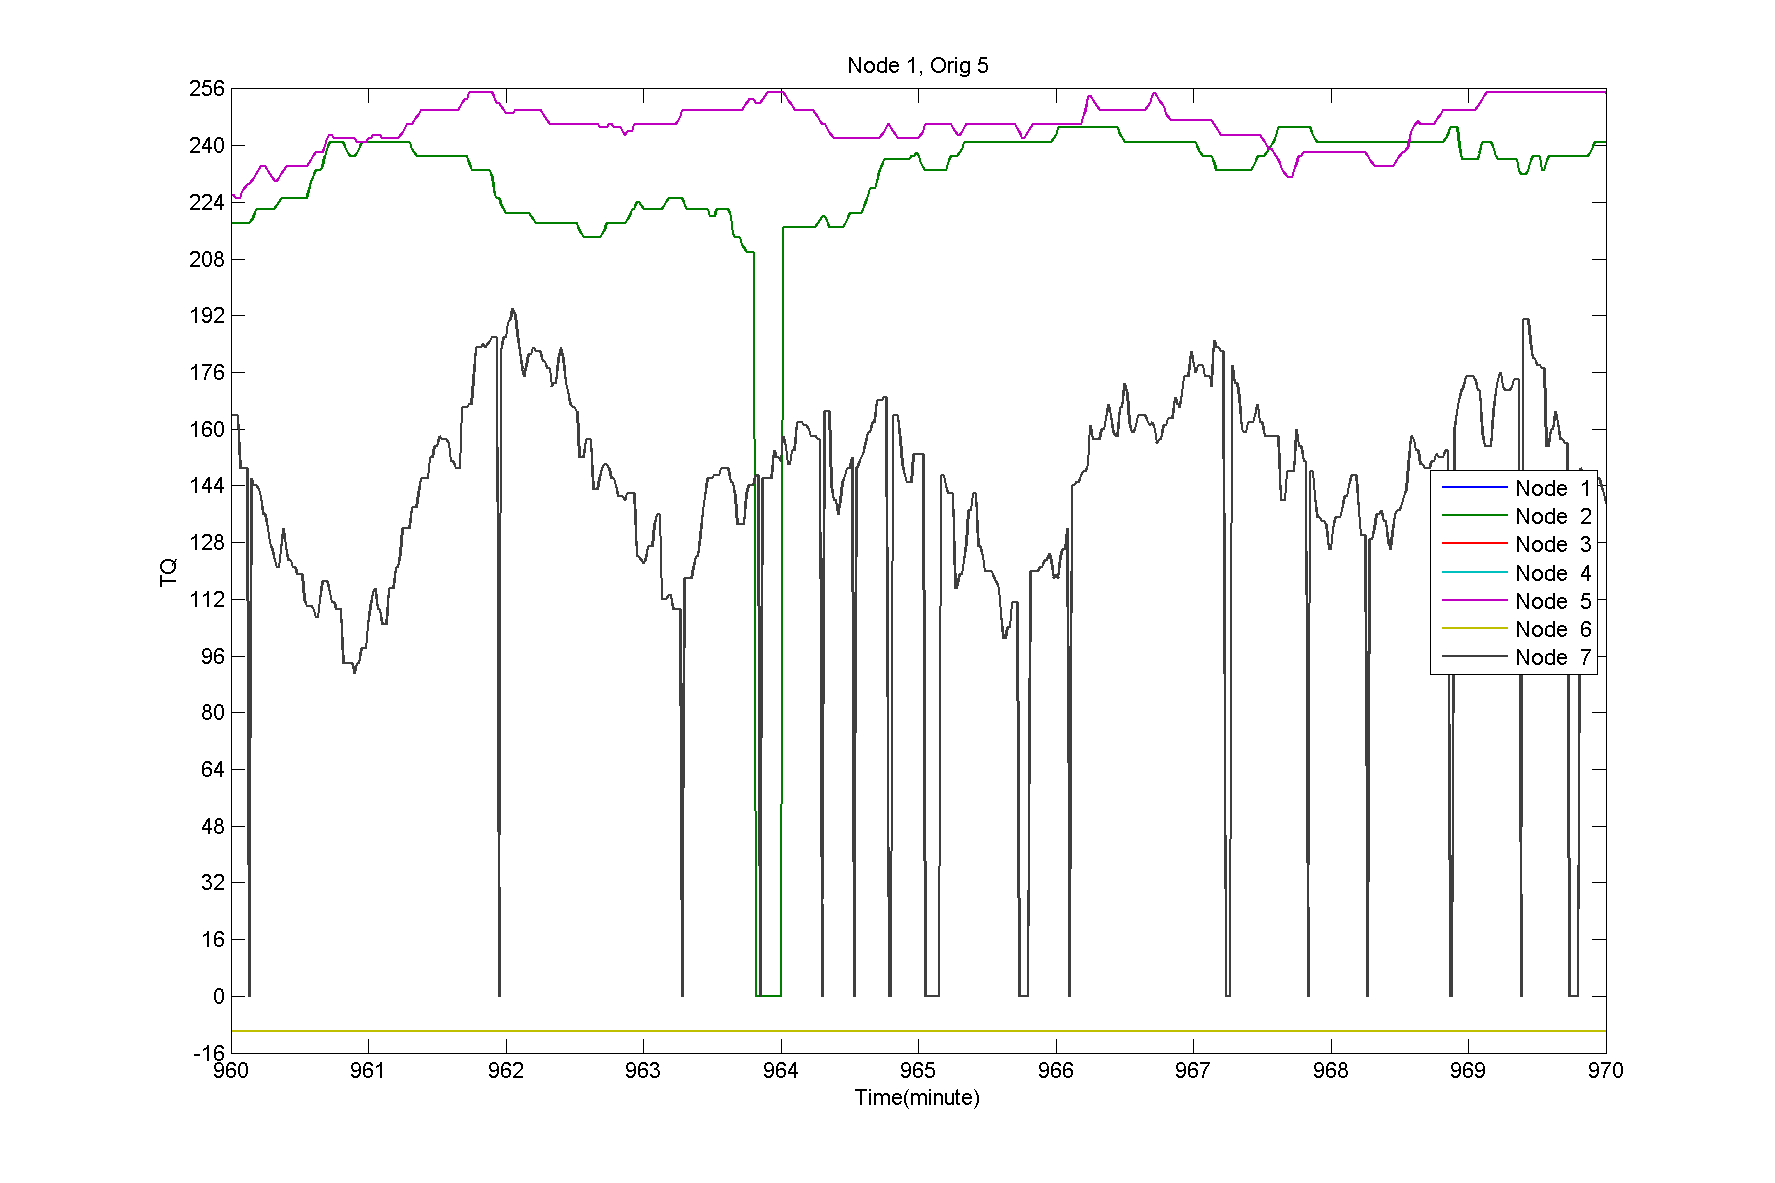 Node 1, Orig 5
256
240
224
208
192
176
160
144
128
112
96
80
64
48
32
16
0
-16
TQ
Node 1
Node 2
Node 3
Node 4
Node 5
Node 6
Node 7
960 961 962 963 964 965 966 967 968 969 970
Time(minute)